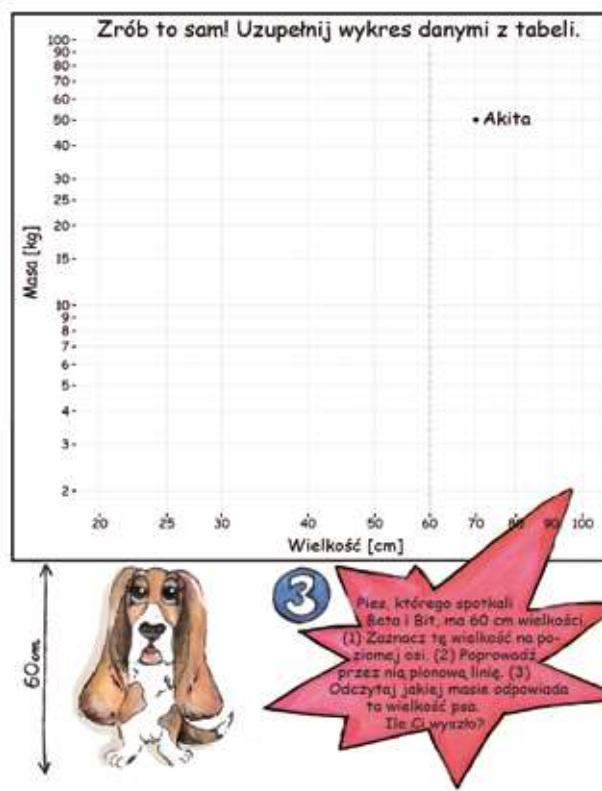 Zrób to sam! Uzupełnij wykres danymi z tabeli.
100
90
80
70
60
50
40
30
25
20
15
10
9
8
7
6
5
4
3
2
Masa [kg]
Akita
20 25 30 40 50 60 70 80 90 100
Wielkość [cm]
60cm
3
Pies, którego spotkali
Beta i Bit, ma 60 cm wielkości.
(1) Zaznacz tę wielkość na po-
ziomej osi. (2) Poprowadź
przez nią pionową linię. (3)
Odczytaj jakiej masie odpowiada
ta wielkość psa.
Ile Ci wyszło?